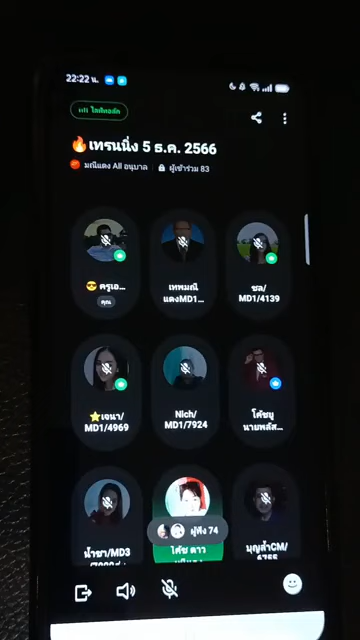 22:22 น.
ไลฟ์ทอล์ก
🔥เทรนนิ่ง 5 ธ.ค. 2566
มณีแดง All อนุบาล ผู้เข้าร่วม 83
😎 ครูเอ...
คุณ
เทพมณี
แดงMD1...
ชล/
MD1/4139
⭐เจนา/
MD1/4969
Nich/
MD1/7924
โค้ชยู
นายพลัส...
ผู้ฟัง 74
น้ำชา/MD3
โค้ช ดาว
บุญล้ำCM/